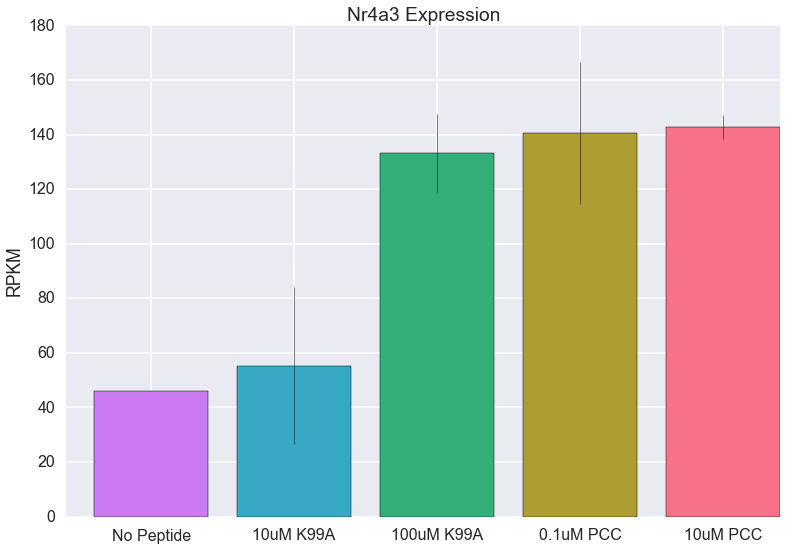 Nr4a3 Expression
RPKM
180
160
140
120
100
80
60
40
20
0
No Peptide
10uM K99A
100uM K99A
0.1uM PCC
10uM PCC